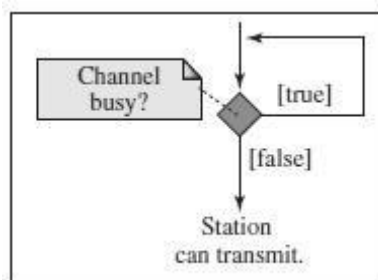 Channel
busy?
[true]
[false]
Station
can transmit.